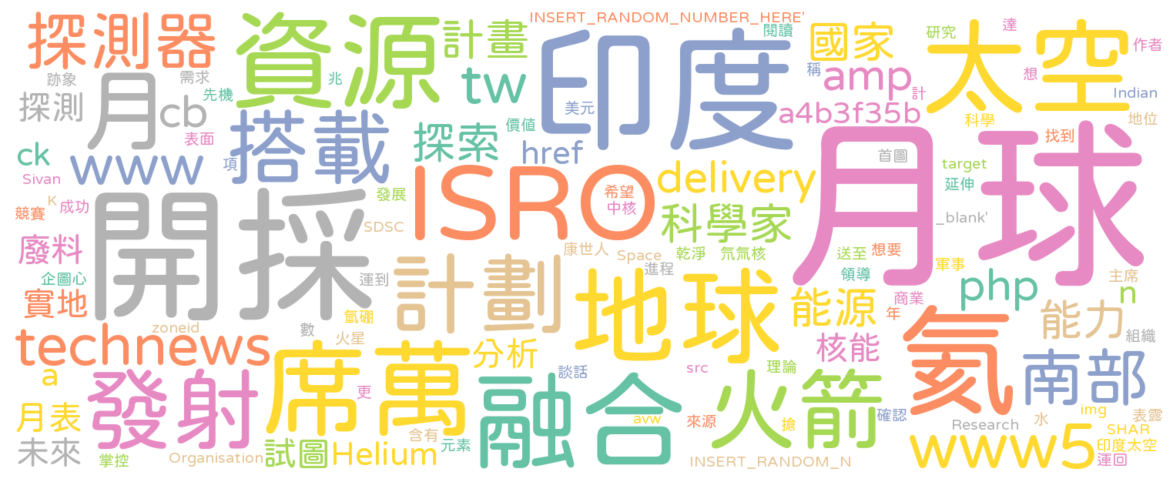 探測器
資源
計畫
INSERT_RANDOM_NUMBER_HERE'
閱讀
國家
研究
達
太空
作者
跡象
需求
月
先機
tw
兆
印度
稱
amp
計
想
Indian
探測
cb
表面
搭載
探索
價值
美元
a4b3f35b
科學
地位
ck
www
項
href
首圖
找到
月球
Sivan
target
延伸
開採
發展
ISRO
希望
中核
delivery
競賽
K
成功
SDSC
科學家
_blank'
廢料
康世人
Space
乾淨
氘氚核
送至
想要
企圖心
運到
計劃
進程
地球
領導
軍事
主席
實地
氫硼
能源
商業
php
n
zoneid
數
火星
年
氦
能力
組織
technews
席萬
分析
談話
src
理論
核能
a
發射
更
融合
火箭
南部
月表
avw
來源
搶
確認
水
img
表露
未來
掌控
Organisation
試圖
Helium
含有
元素
INSERT_RANDOM_N
www5
Research
SHAR
印度太空
運回